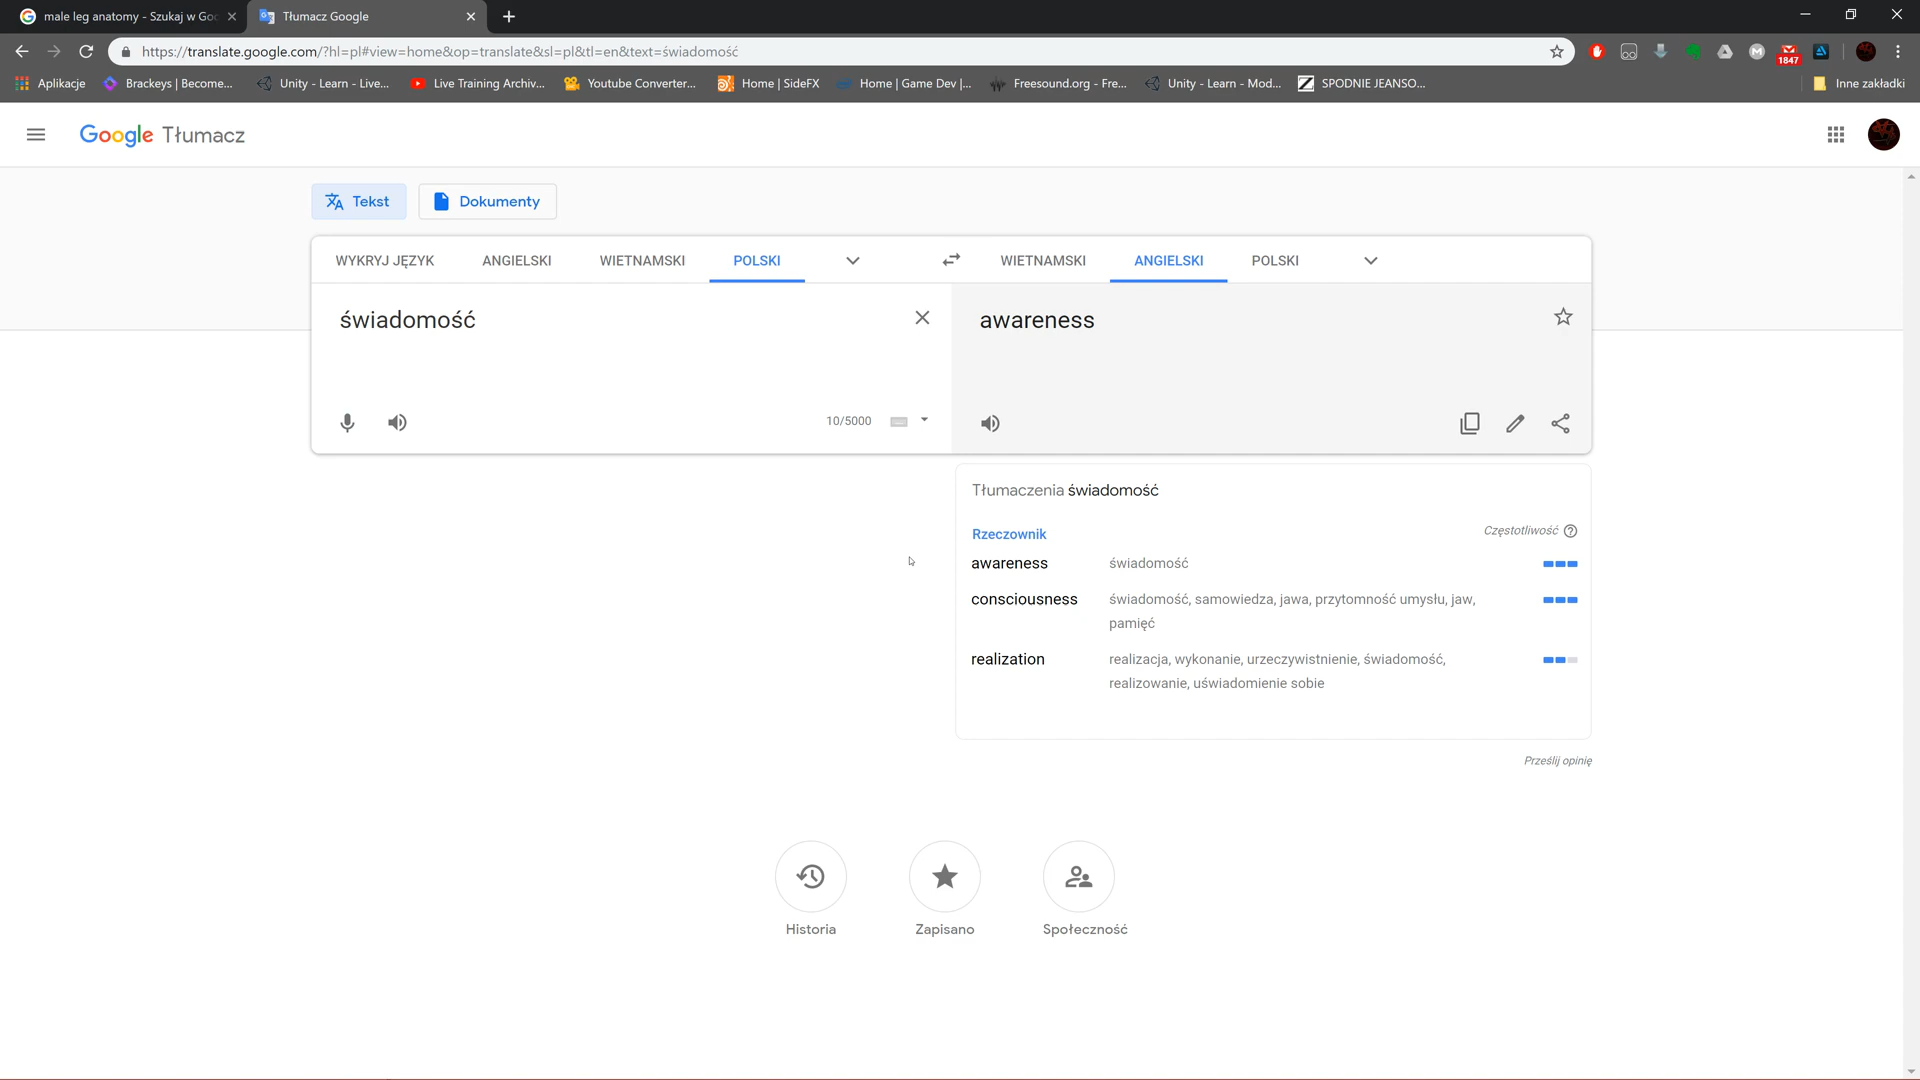 male leg anatomy - Szukaj w Goo
Tłumacz Google
https://translate.google.com/?hl=pl#view=home&op=translate&sl=pl&tl=en&text=świadomość
1847
Aplikacje
Brackeys | Become...
Unity - Learn - Live...
Live Training Archiv...
Youtube Converter...
Home | SideFX
Home | Game Dev |...
Freesound.org - Fre...
Unity - Learn - Mod...
SPODNIE JEANSO...
Inne zakładki
Google Tłumacz
Tekst
Dokumenty
WYKRYJ JĘZYK
ANGIELSKI
WIETNAMSKI
POLSKI
WIETNAMSKI
ANGIELSKI
POLSKI
świadomość
awareness
10/5000
Tłumaczenia świadomość
Rzeczownik
Częstotliwość
awareness
świadomość
consciousness
świadomość, samowiedza, jawa, przytomność umysłu, jaw,
pamięć
realization
realizacja, wykonanie, urzeczywistnienie, świadomość,
realizowanie, uświadomienie sobie
Prześlij opinię
Historia
Zapisano
Społeczność